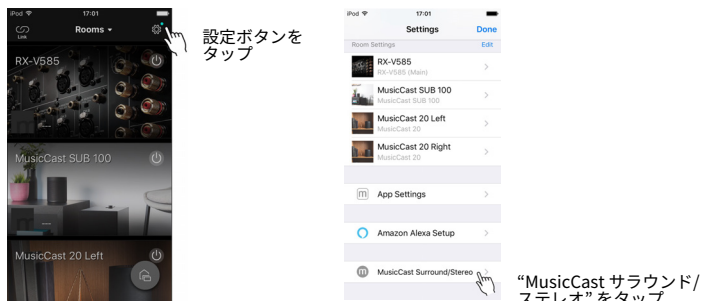 iPod 17:01
Link
Rooms
RX-V585
MusicCast SUB 100
MusicCast 20 Left
設定ボタンを
タップ
iPod 17:01
Settings Done
Room Settings Edit
RX-V585
RX-V585 (Main)
MusicCast SUB 100
MusicCast SUB 100
MusicCast 20 Left
MusicCast 20
MusicCast 20 Right
MusicCast 20
App Settings
Amazon Alexa Setup
MusicCast Surround/Stereo
“MusicCast サラウンド/
ステレオ” をタップ